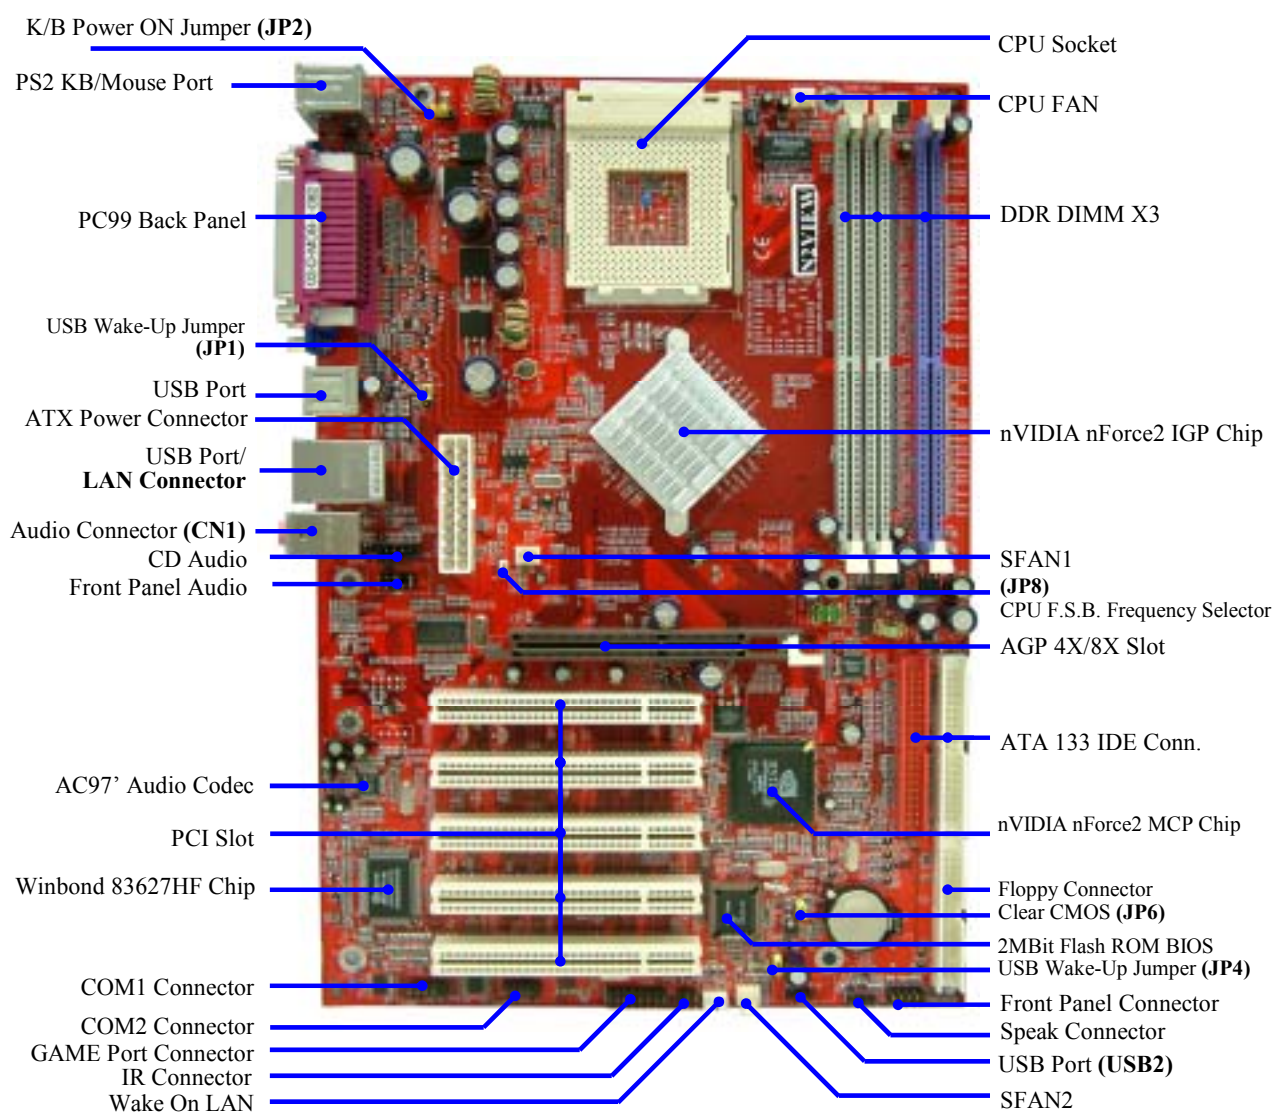 K/B Power ON Jumper (JP2)
PS2 KB/Mouse Port
PC99 Back Panel
USB Wake-Up Jumper
(JP1)
USB Port
ATX Power Connector
USB Port/
LAN Connector
Audio Connector (CN1)
CD Audio
Front Panel Audio
AC97’ Audio Codec
PCI Slot
Winbond 83627HF Chip
COM1 Connector
COM2 Connector
GAME Port Connector
IR Connector
Wake On LAN
CPU Socket
CPU FAN
DDR DIMM X3
nVIDIA nForce2 IGP Chip
SFAN1
(JP8)
CPU F.S.B. Frequency Selector
AGP 4X/8X Slot
ATA 133 IDE Conn.
nVIDIA nForce2 MCP Chip
Floppy Connector
Clear CMOS (JP6)
2MBit Flash ROM BIOS
USB Wake-Up Jumper (JP4)
Front Panel Connector
Speak Connector
USB Port (USB2)
SFAN2
CE